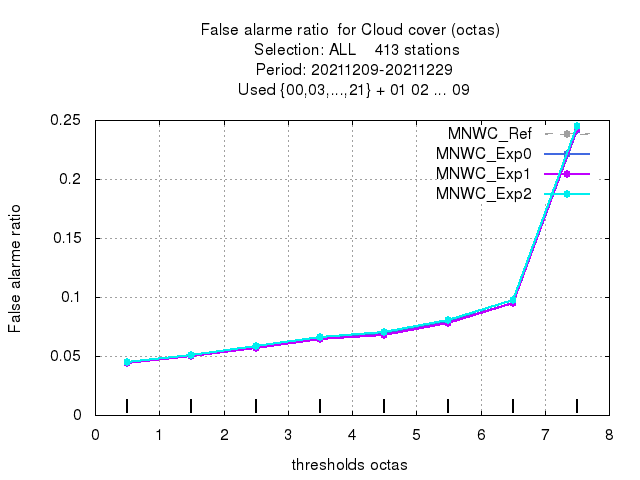 False alarme ratio  for Cloud cover (octas)
Selection: ALL    413 stations
Period: 20211209-20211229
Used {00,03,...,21} + 01 02 ... 09
MNWC_Ref
MNWC_Exp0
MNWC_Exp1
MNWC_Exp2
False alarme ratio
0.25
0.2
0.15
0.1
0.05
0
0 1 2 3 4 5 6 7 8
thresholds octas